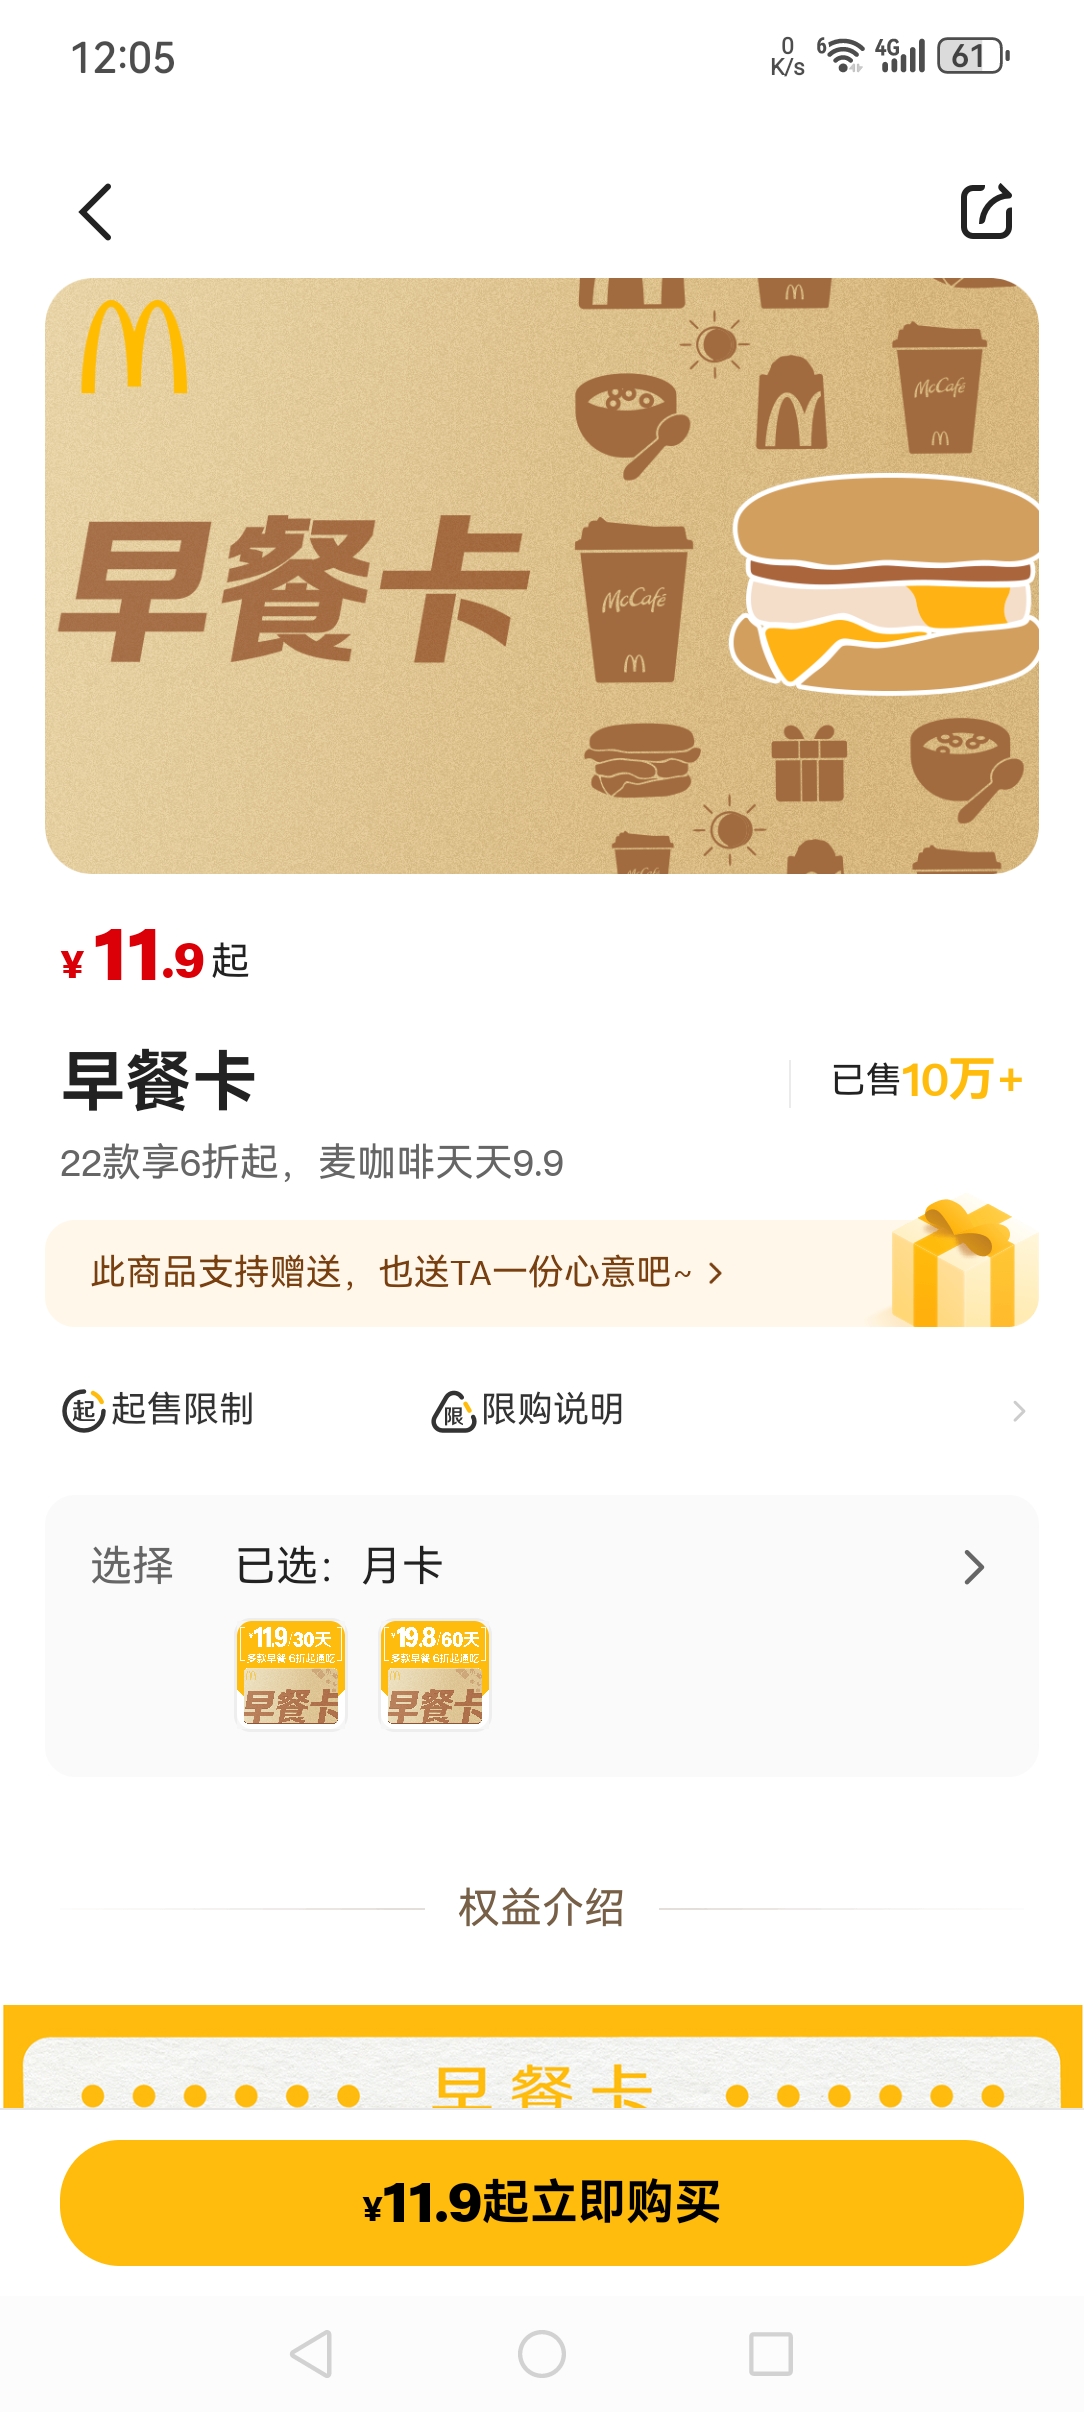 12:05
0
K/s
6
4G
61
早餐卡
McCafé
McCafé
¥11.9起
早餐卡
已售10万+
22款享6折起，麦咖啡天天9.9
此商品支持赠送，也送TA一份心意吧~
起 起售限制
限 限购说明
选择 已选：月卡
¥11.9/30天
多款早餐 6折起通吃
早餐卡
¥19.8/60天
多款早餐 6折起通吃
早餐卡
权益介绍
早餐卡
¥11.9起立即购买